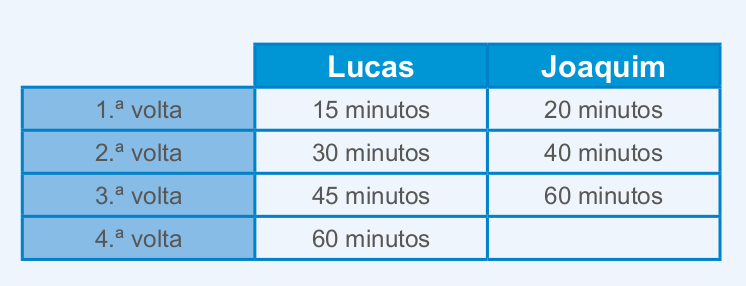 Lucas Joaquim
1.ª volta 15 minutos 20 minutos
2.ª volta 30 minutos 40 minutos
3.ª volta 45 minutos 60 minutos
4.ª volta 60 minutos